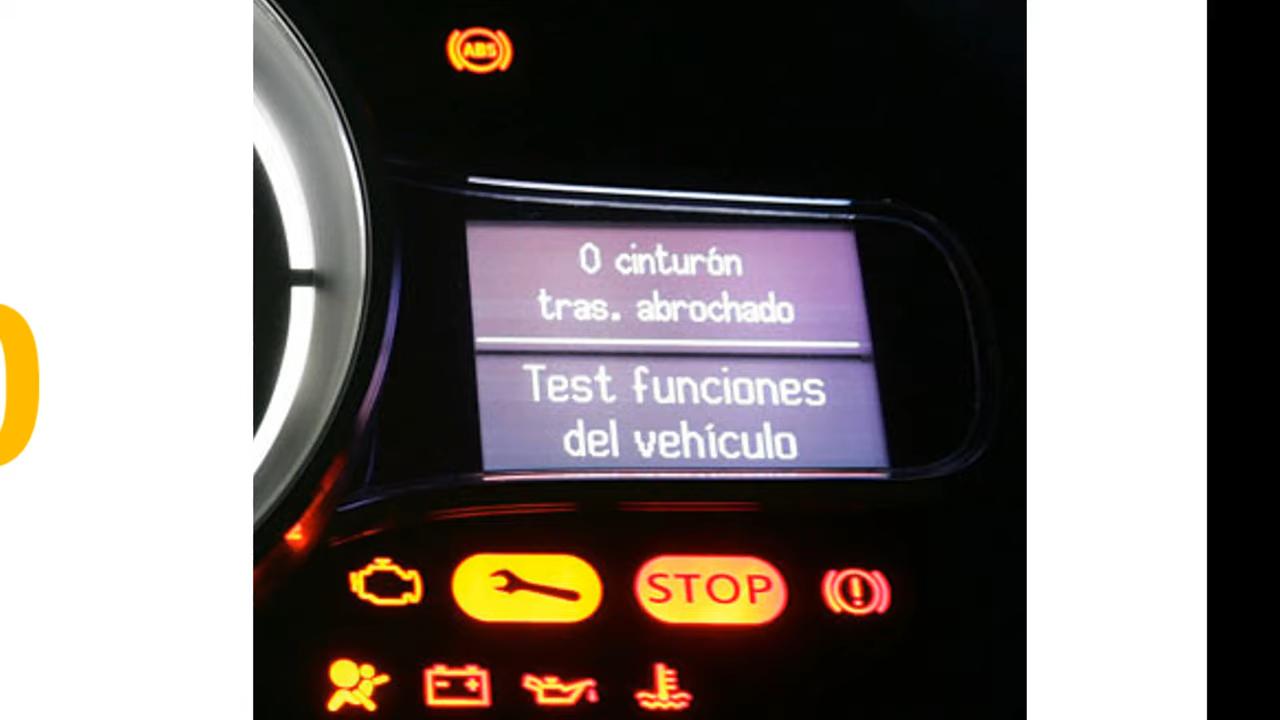 ABS
0 cinturón
tras. abrochado
Test funciones
del vehículo
STOP